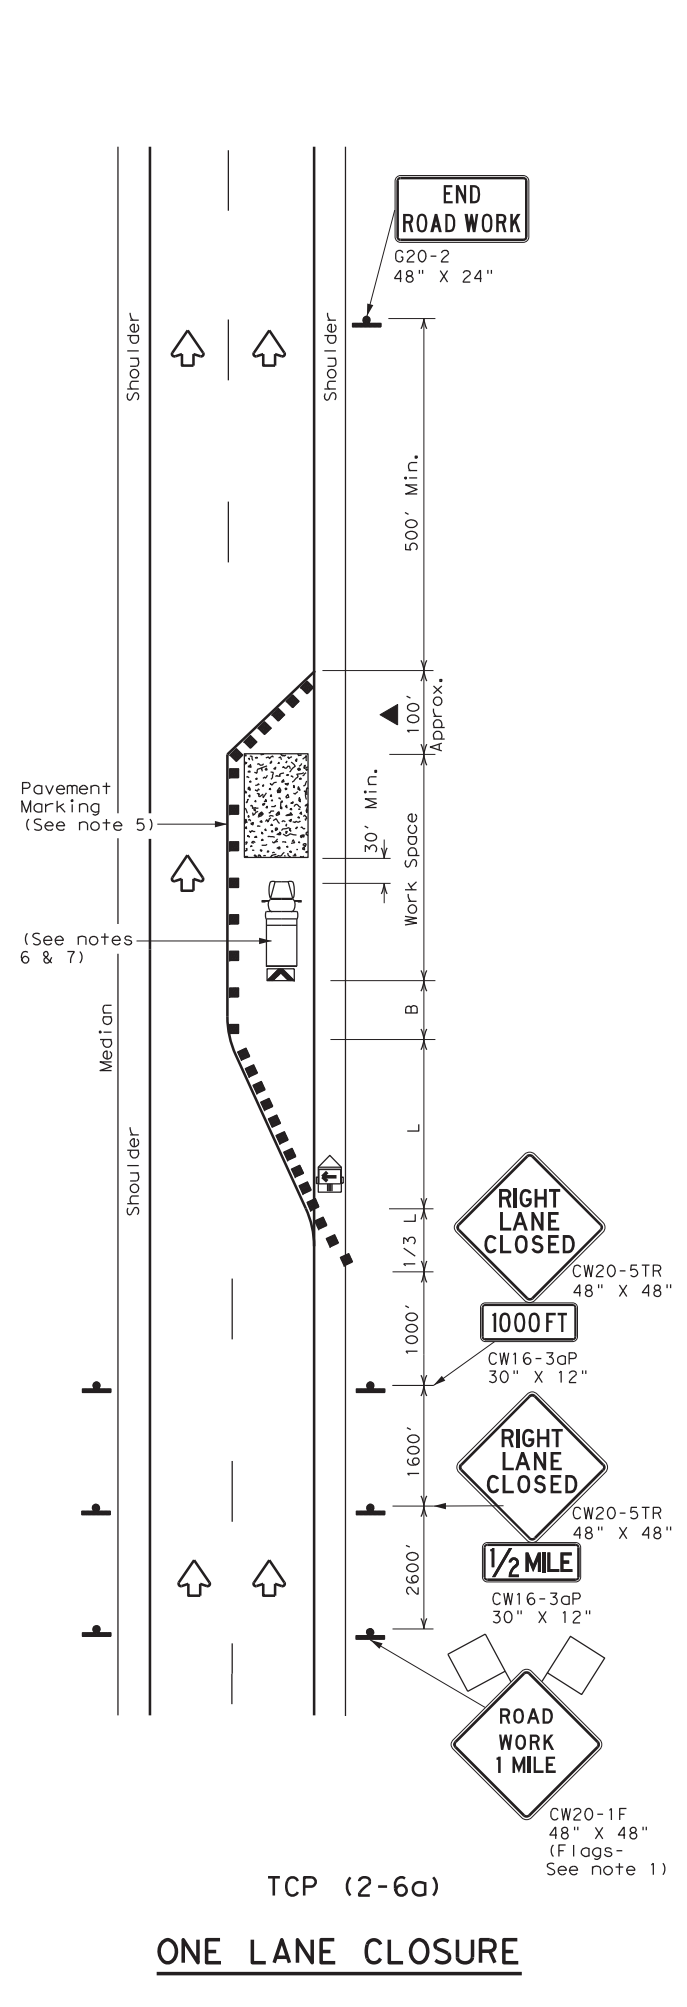 END
ROAD WORK
G20-2
48" X 24"
Shoulder
Shoulder
500' Min.
100'
Approx.
30' Min.
Work Space
Pavement
Marking
(See note 5)
(See notes
6 & 7)
B
Median
L
Shoulder
1/3 L
RIGHT
LANE
CLOSED
CW20-5TR
48" X 48"
1000 FT
CW16-3aP
30" X 12"
1000'
1600'
RIGHT
LANE
CLOSED
CW20-5TR
48" X 48"
1/2 MILE
CW16-3aP
30" X 12"
2600'
ROAD
WORK
1 MILE
CW20-1F
48" X 48"
(Flags-
See note 1)
TCP (2-6a)
ONE LANE CLOSURE